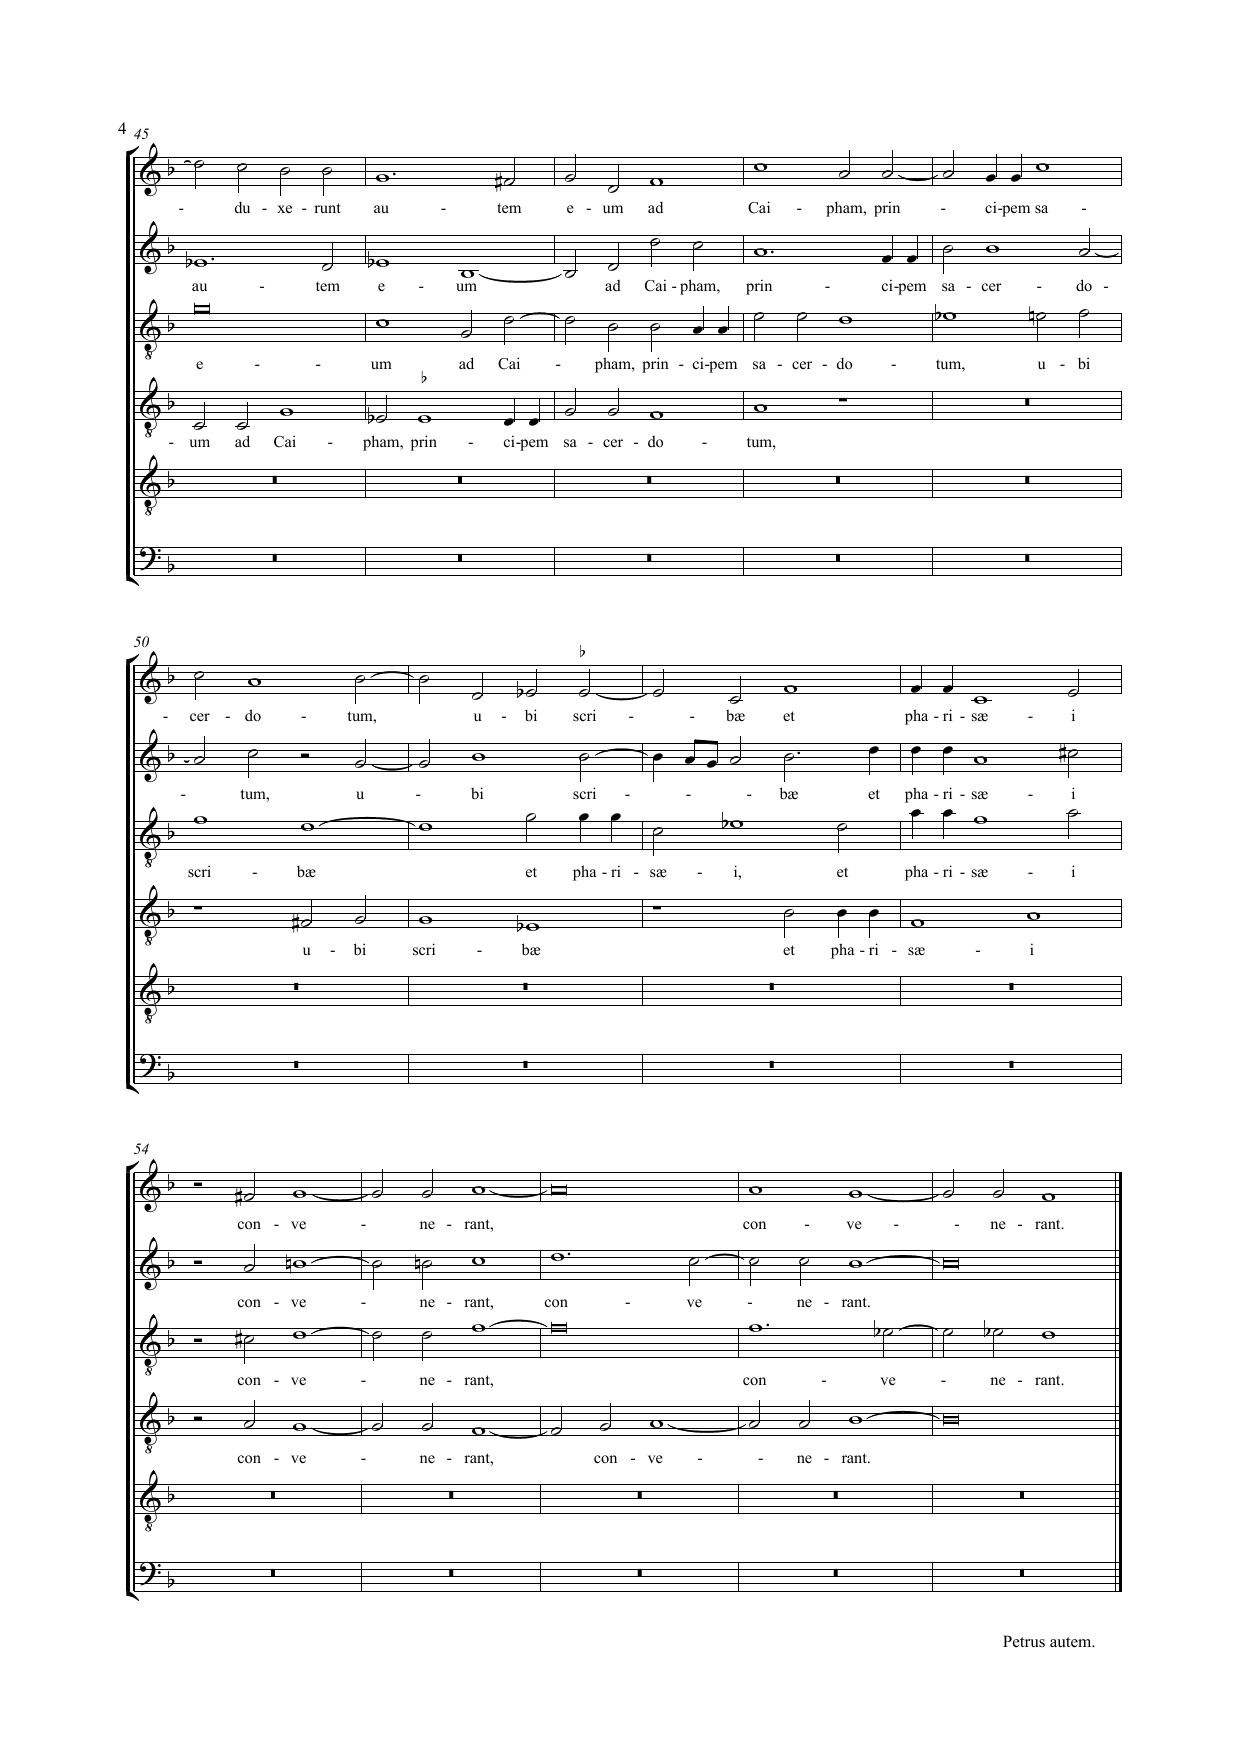 4 45
- du - xe - runt au - tem e - um ad Cai - pham, prin - ci-pem sa -
au - tem e - um ad Cai - pham, prin - ci-pem sa - cer - do -
e - - um ad Cai - pham, prin - ci-pem sa - cer - do - tum, u - bi
- um ad Cai - pham, prin - ci-pem sa - cer - do - tum,
50
- cer - do - tum, u - bi scri - - bæ et pha - ri - sæ - i
- tum, u - bi scri - - - bæ et pha - ri - sæ - i
scri - bæ et pha - ri - sæ - i, et pha - ri - sæ - i
u - bi scri - bæ et pha - ri - sæ - i
54
con - ve - ne - rant, con - ve - - ne - rant.
con - ve - ne - rant, con - ve - ne - rant.
con - ve - ne - rant, con - ve - ne - rant.
con - ve - ne - rant, con - ve - - ne - rant.
Petrus autem.